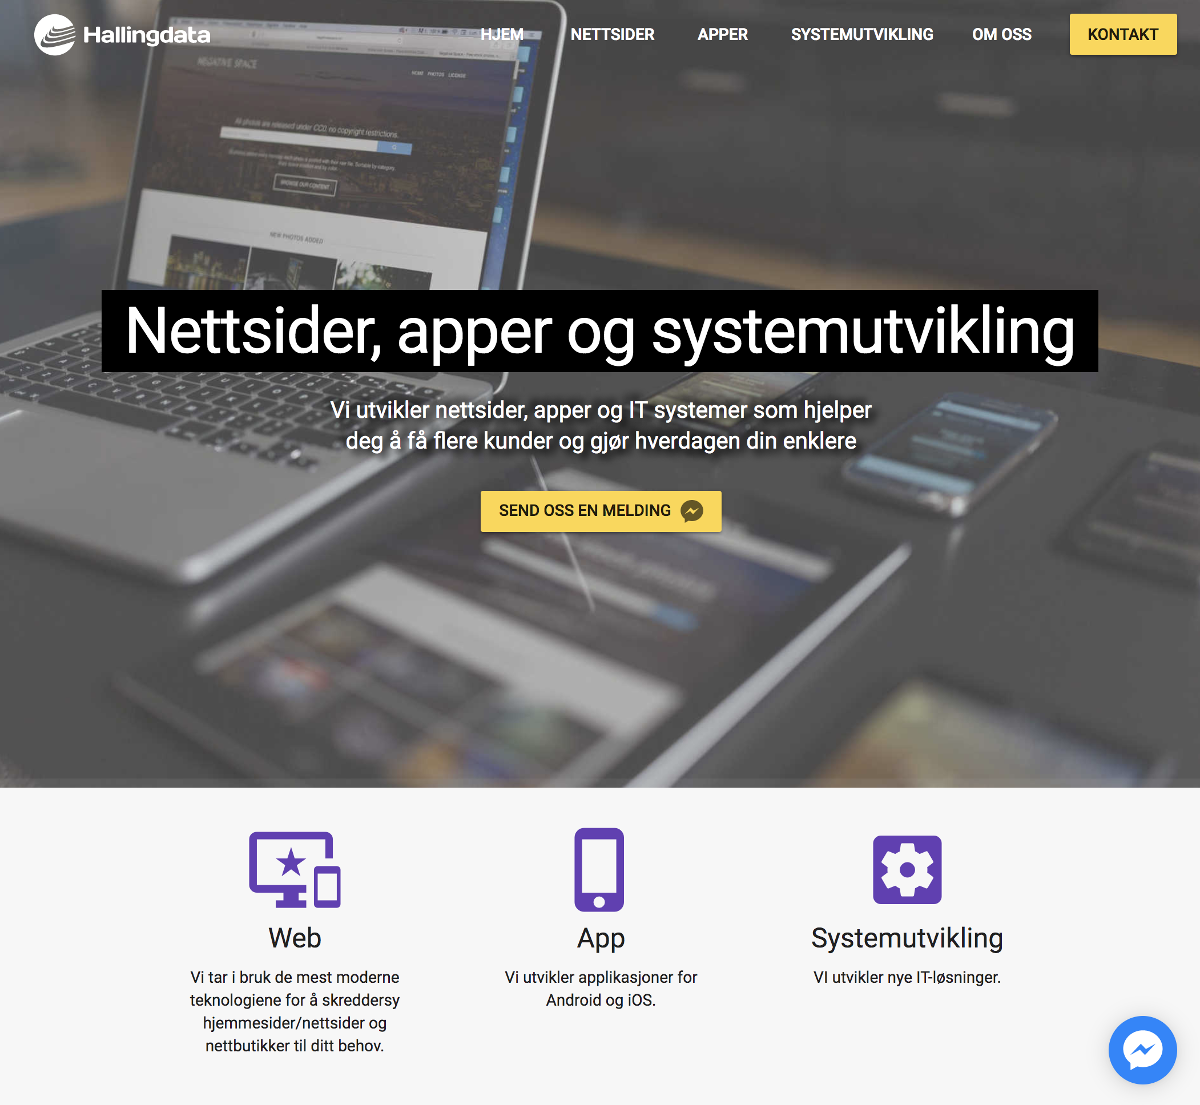 Hallingdata
HJEM
NETTSIDER
APPER
SYSTEMUTVIKLING
OM OSS
KONTAKT
NEGATIVE SPACE
HOME PHOTOS LICENSE
All photos are released under CC0, no copyright restrictions.
BROWSE OUR CONTENT
NEW PHOTOS ADDED
Nettsider, apper og systemutvikling
Vi utvikler nettsider, apper og IT systemer som hjelper
deg å få flere kunder og gjør hverdagen din enklere
SEND OSS EN MELDING
Web
Vi tar i bruk de mest moderne
teknologiene for å skreddersy
hjemmesider/nettsider og
nettbutikker til ditt behov.
App
Vi utvikler applikasjoner for
Android og iOS.
Systemutvikling
VI utvikler nye IT-løsninger.